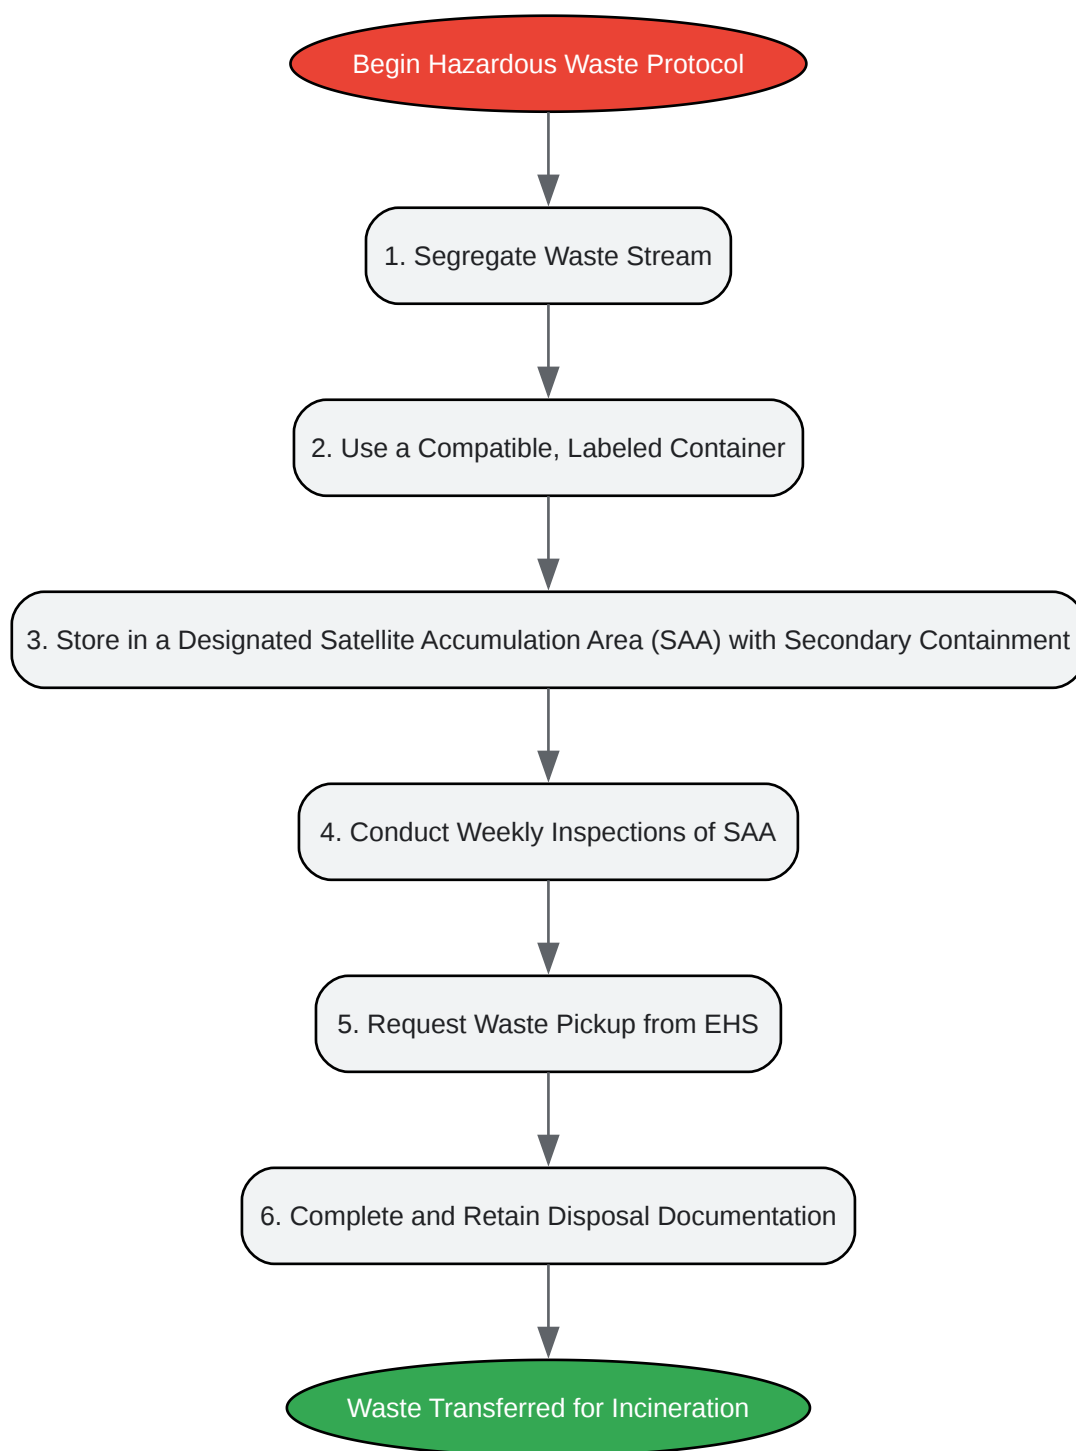 Begin Hazardous Waste Protocol
1. Segregate Waste Stream
2. Use a Compatible, Labeled Container
3. Store in a Designated Satellite Accumulation Area (SAA) with Secondary Containment
4. Conduct Weekly Inspections of SAA
5. Request Waste Pickup from EHS
6. Complete and Retain Disposal Documentation
Waste Transferred for Incineration